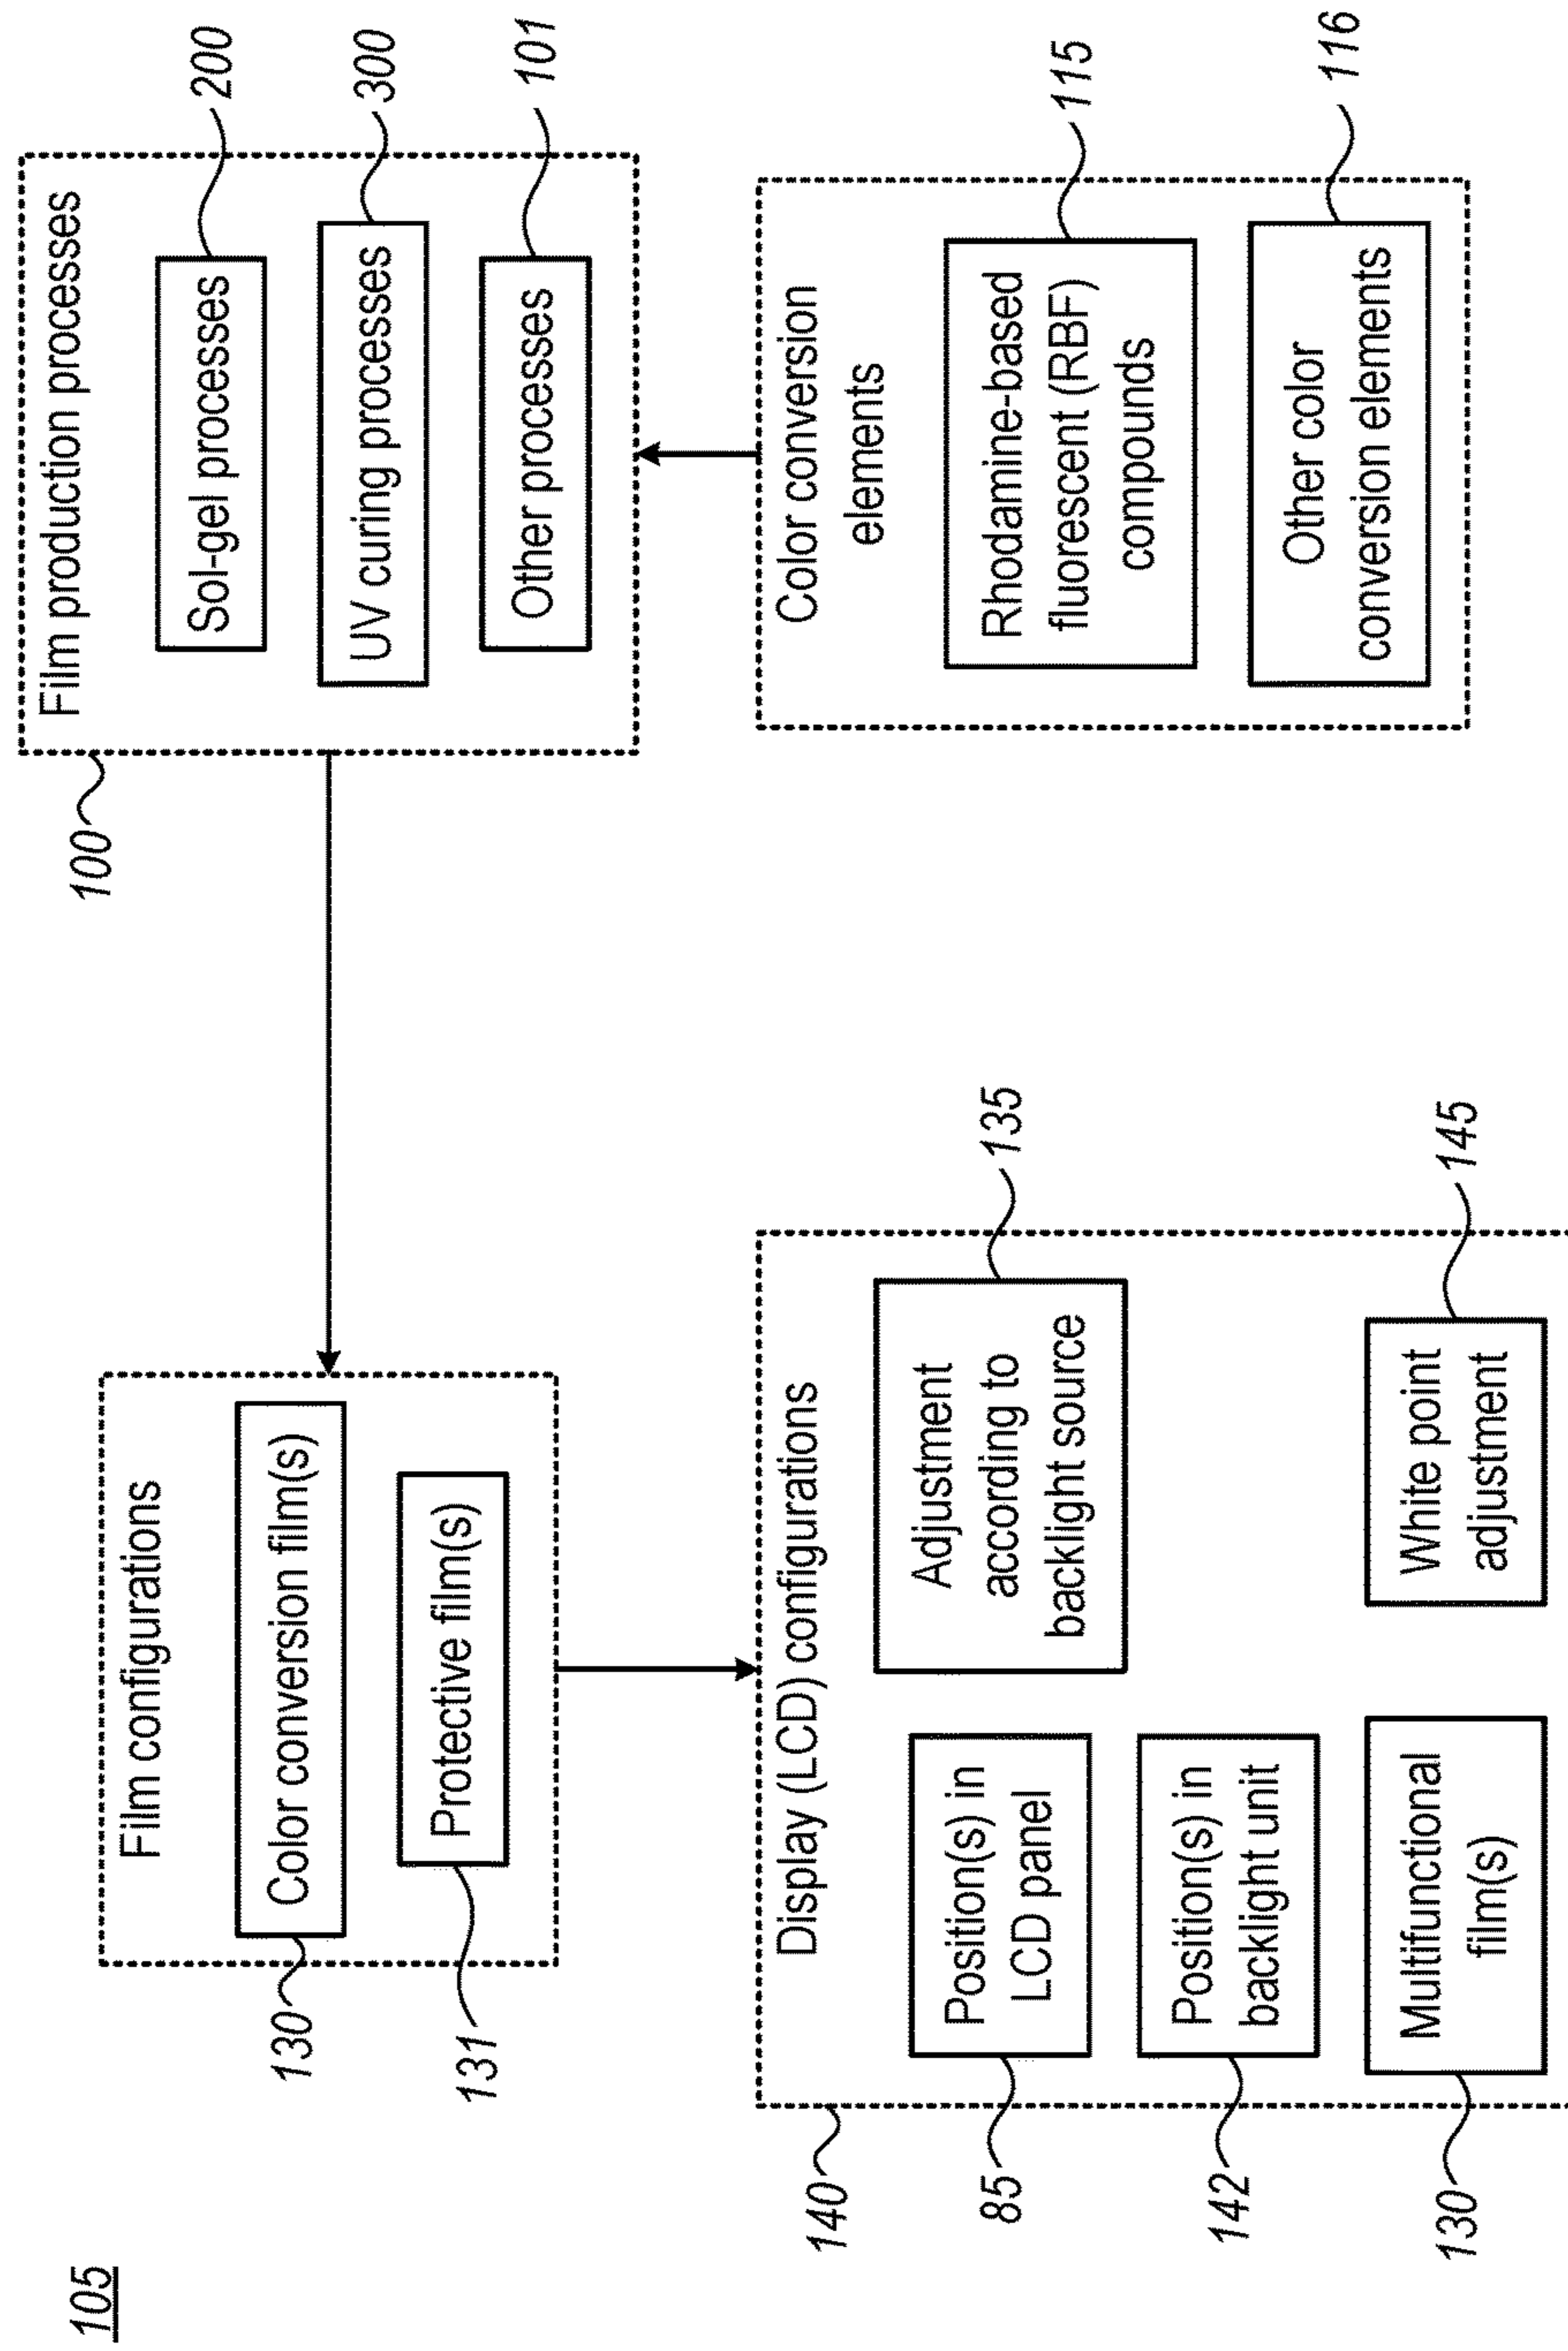 105
Film configurations
Color conversion film(s)
130
Protective film(s)
131
100
Film production processes
Sol-gel processes
200
UV curing processes
300
Other processes
101
Display (LCD) configurations
140
Position(s) in
LCD panel
85
Position(s) in
backlight unit
142
Multifunctional
film(s)
130
Adjustment
according to
backlight source
135
White point
adjustment
145
Color conversion
elements
Rhodamine-based
fluorescent (RBF)
compounds
115
Other color
conversion elements
116